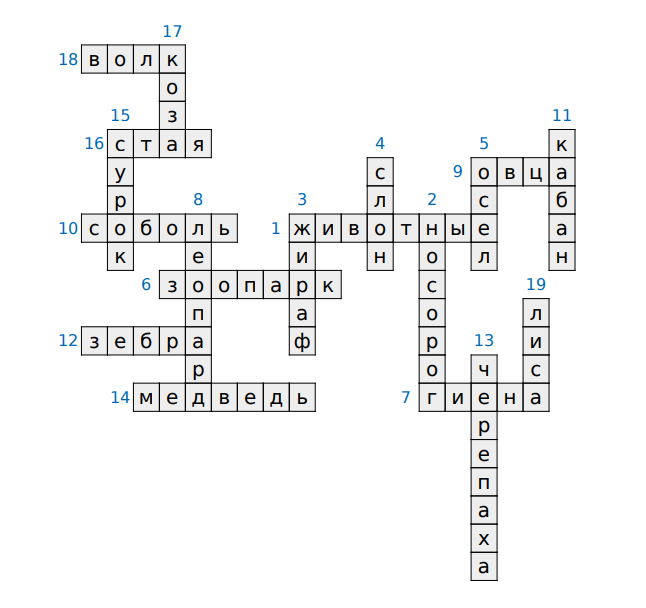 17
18 волк
о
15 з 11
16 стая 4 5 к
у с 9 овца
р 8 3 л 2 с б
10 соболь 1 животные а
к е и н о л н
6 зоопарк с 19
п а о л
12 зебра ф р 13 и
р о ч с
14 медведь 7 гиена
р
е
п
а
х
а